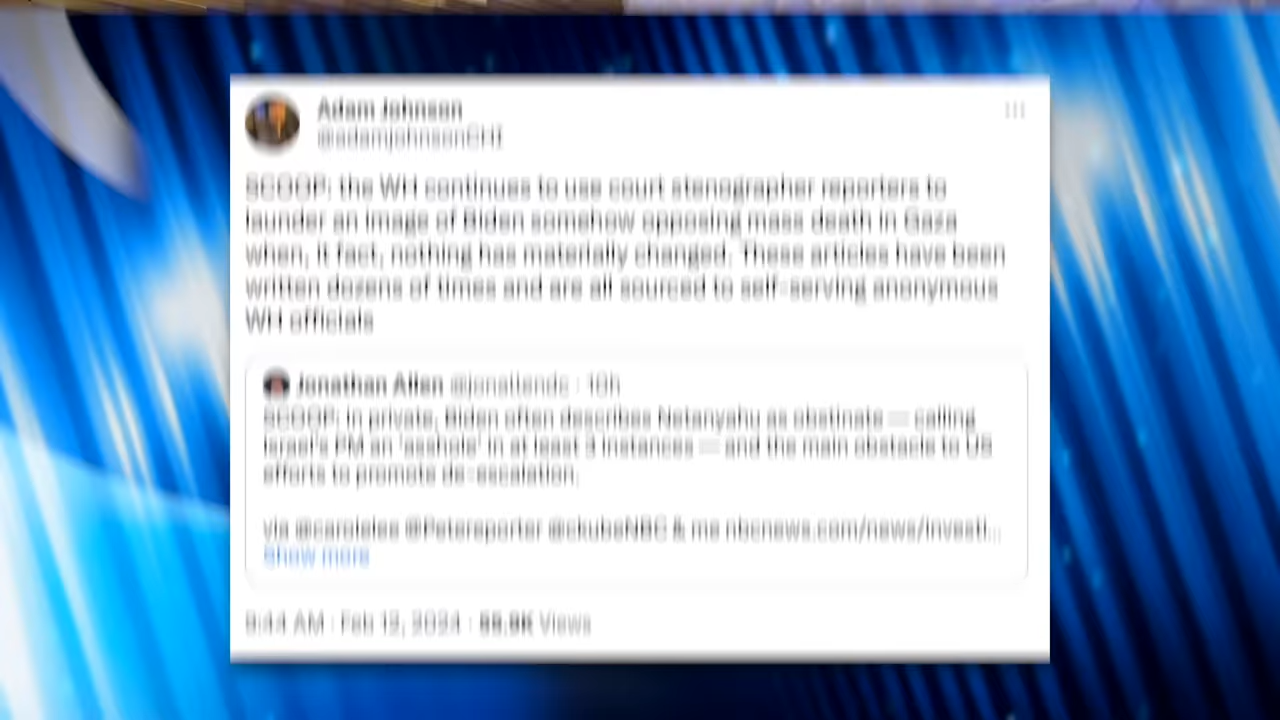 Adam Johnson
@adamjohnsonCHI
SCOOP: the WH continues to use court stenographer reporters to
launder an image of Biden somehow opposing mass death in Gaza
when, it fact, nothing has materially changed. These articles have been
written dozens of times and are all sourced to self-serving anonymous
WH officials
Jonathan Allen @jonallendc · 10h
SCOOP: In private, Biden often describes Netanyahu as obstinate — calling
Israel's PM an 'asshole' in at least 3 instances — and the main obstacle to US
efforts to promote de-escalation.
via @carolelee @Petereporter @ckubeNBC & me nbcnews.com/news/investi...
Show more
9:44 AM · Feb 12, 2024 · Views